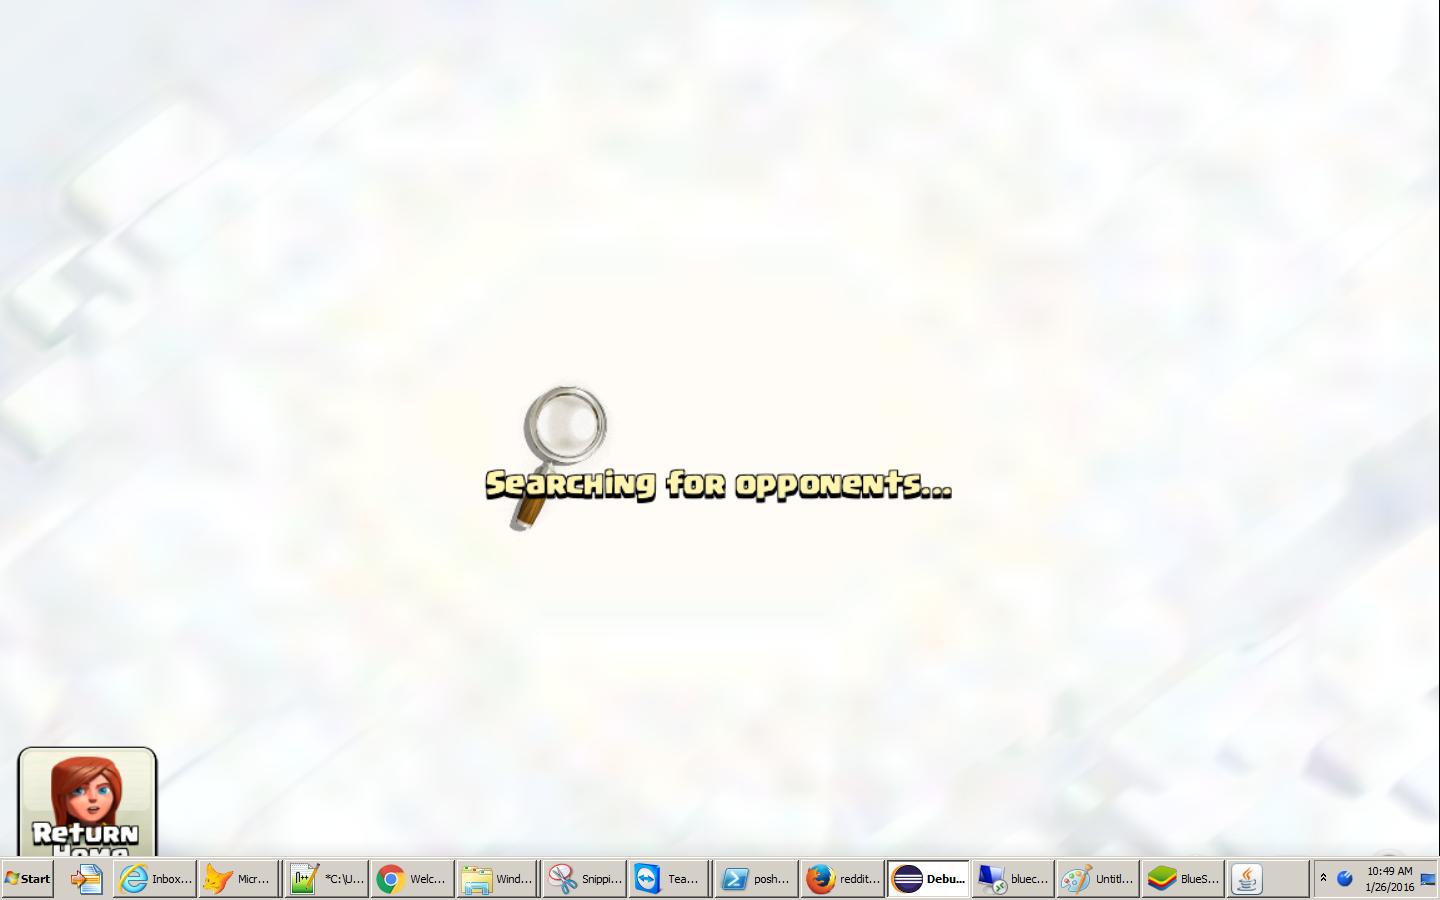 Searching for opponents...
Return
Home
Start
Inbox...
Micr...
*C:\U...
Welc...
Wind...
Snippi...
Tea...
posh...
reddit...
Debu...
bluec...
Untitl...
BlueS...
10:49 AM
1/26/2016